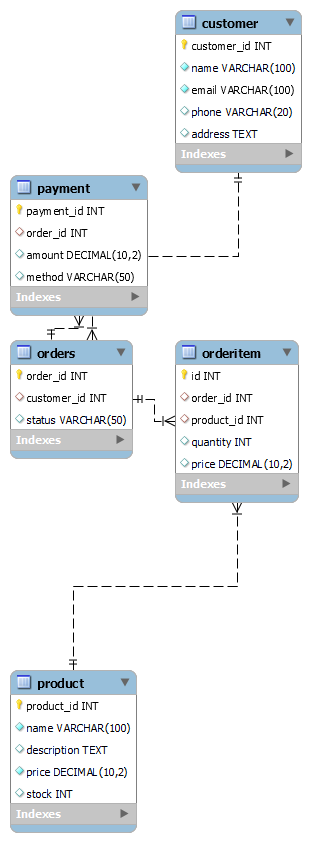 customer
customer_id INT
name VARCHAR(100)
email VARCHAR(100)
phone VARCHAR(20)
address TEXT
Indexes
payment
payment_id INT
order_id INT
amount DECIMAL(10,2)
method VARCHAR(50)
Indexes
orders
order_id INT
customer_id INT
status VARCHAR(50)
Indexes
orderitem
id INT
order_id INT
product_id INT
quantity INT
price DECIMAL(10,2)
Indexes
product
product_id INT
name VARCHAR(100)
description TEXT
price DECIMAL(10,2)
stock INT
Indexes